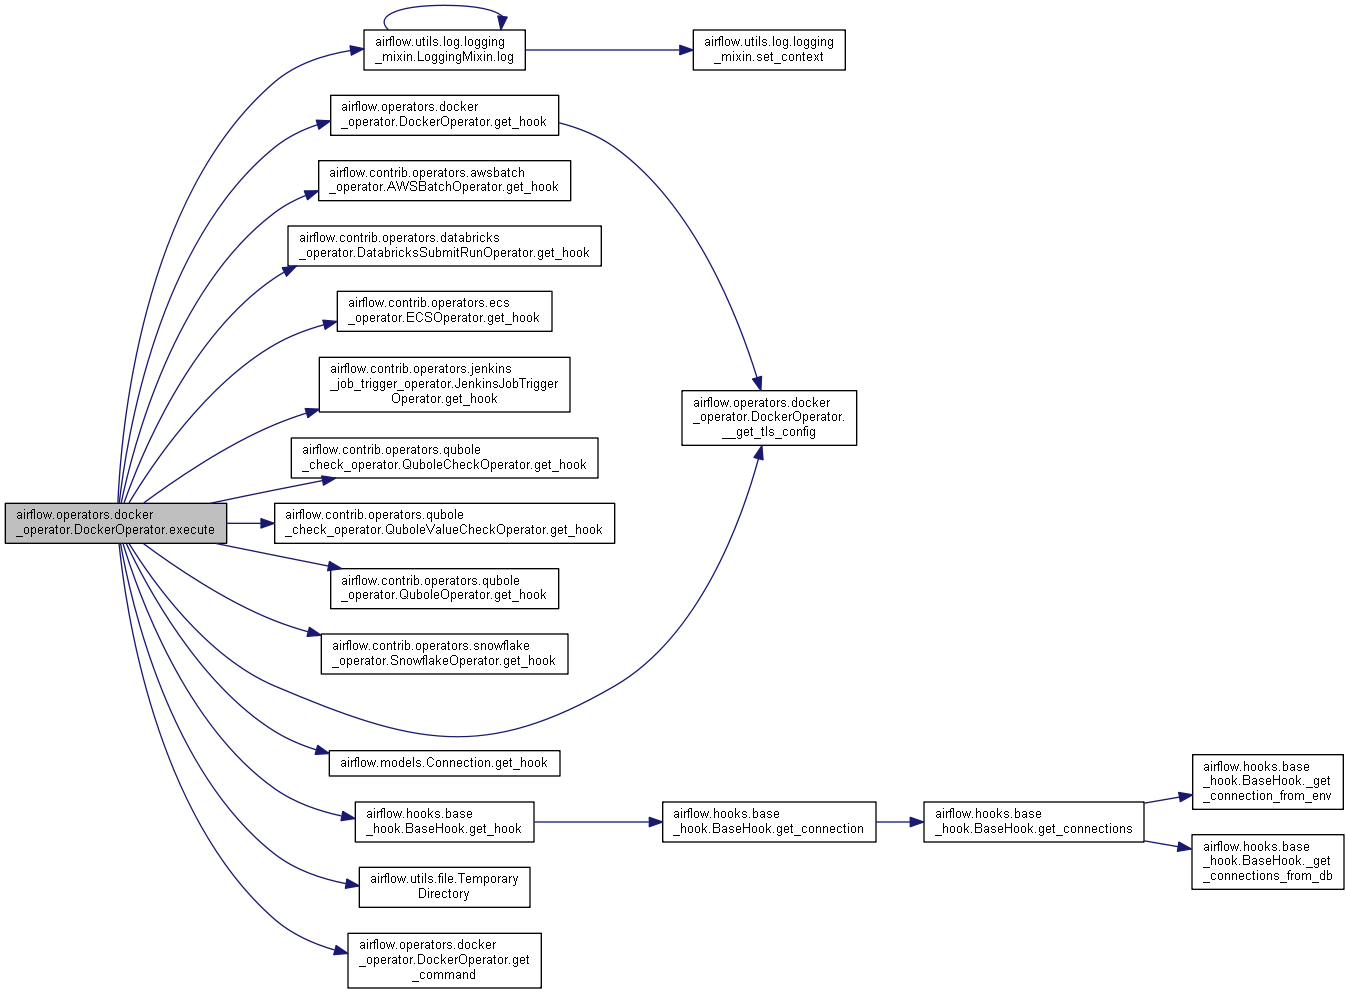 airflow.utils.log.logging
_mixin.LoggingMixin.log
airflow.utils.log.logging
_mixin.set_context
airflow.operators.docker
_operator.DockerOperator.get_hook
airflow.contrib.operators.awsbatch
_operator.AWSBatchOperator.get_hook
airflow.contrib.operators.databricks
_operator.DatabricksSubmitRunOperator.get_hook
airflow.contrib.operators.ecs
_operator.ECSOperator.get_hook
airflow.contrib.operators.jenkins
_job_trigger_operator.JenkinsJobTrigger
Operator.get_hook
airflow.operators.docker
_operator.DockerOperator.
__get_tls_config
airflow.contrib.operators.qubole
_check_operator.QuboleCheckOperator.get_hook
airflow.operators.docker
_operator.DockerOperator.execute
airflow.contrib.operators.qubole
_check_operator.QuboleValueCheckOperator.get_hook
airflow.contrib.operators.qubole
_operator.QuboleOperator.get_hook
airflow.contrib.operators.snowflake
_operator.SnowflakeOperator.get_hook
airflow.models.Connection.get_hook
airflow.hooks.base
_hook.BaseHook.get_hook
airflow.hooks.base
_hook.BaseHook.get_connection
airflow.hooks.base
_hook.BaseHook.get_connections
airflow.hooks.base
_hook.BaseHook._get
_connection_from_env
airflow.hooks.base
_hook.BaseHook._get
_connections_from_db
airflow.utils.file.Temporary
Directory
airflow.operators.docker
_operator.DockerOperator.get
_command